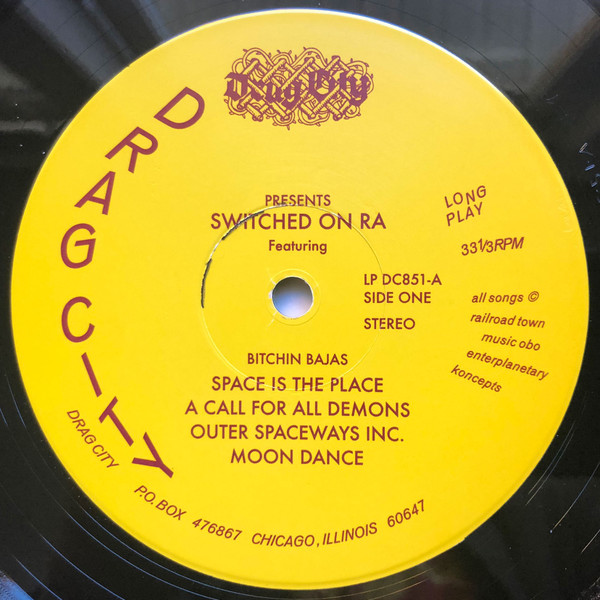 Drag City
DRAG CITY
PRESENTS
SWITCHED ON RA
Featuring
LONG
PLAY
33 1/3 RPM
LP DC851-A
SIDE ONE
STEREO
all songs ©
railroad town
music obo
enterplanetary
koncepts
BITCHIN BAJAS
SPACE IS THE PLACE
A CALL FOR ALL DEMONS
OUTER SPACEWAYS INC.
MOON DANCE
DRAG CITY P.O. BOX 476867 CHICAGO, ILLINOIS 60647